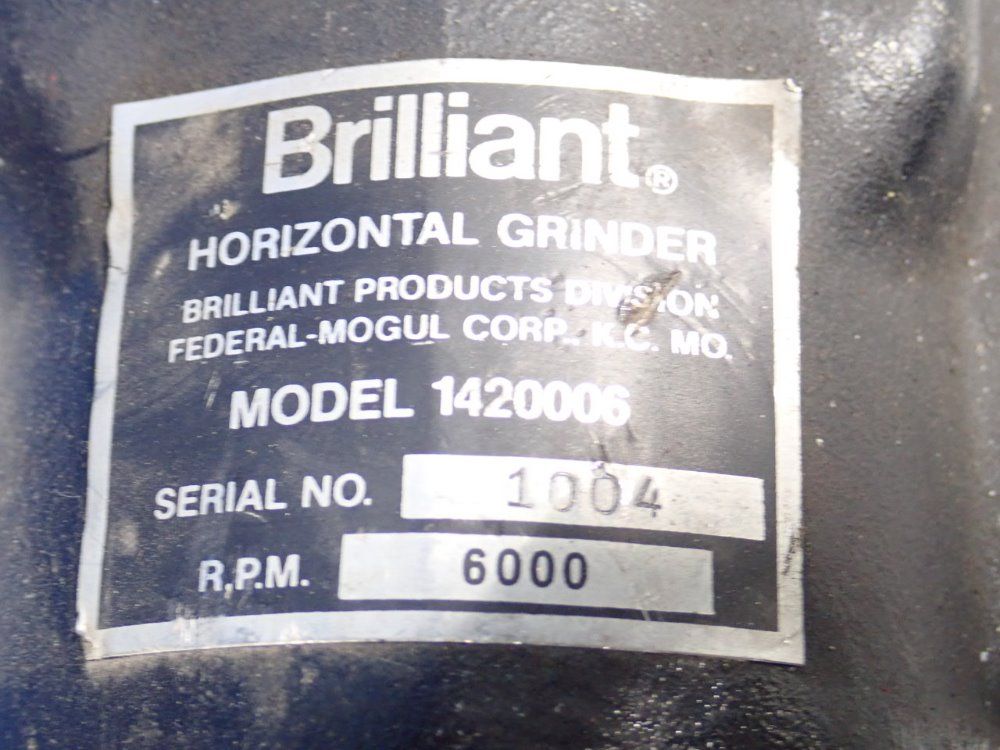 Brilliant®
HORIZONTAL GRINDER
BRILLIANT PRODUCTS DIVISION
FEDERAL-MOGUL CORP., K.C. MO.
MODEL 1420006
SERIAL NO. 1004
R.P.M. 6000